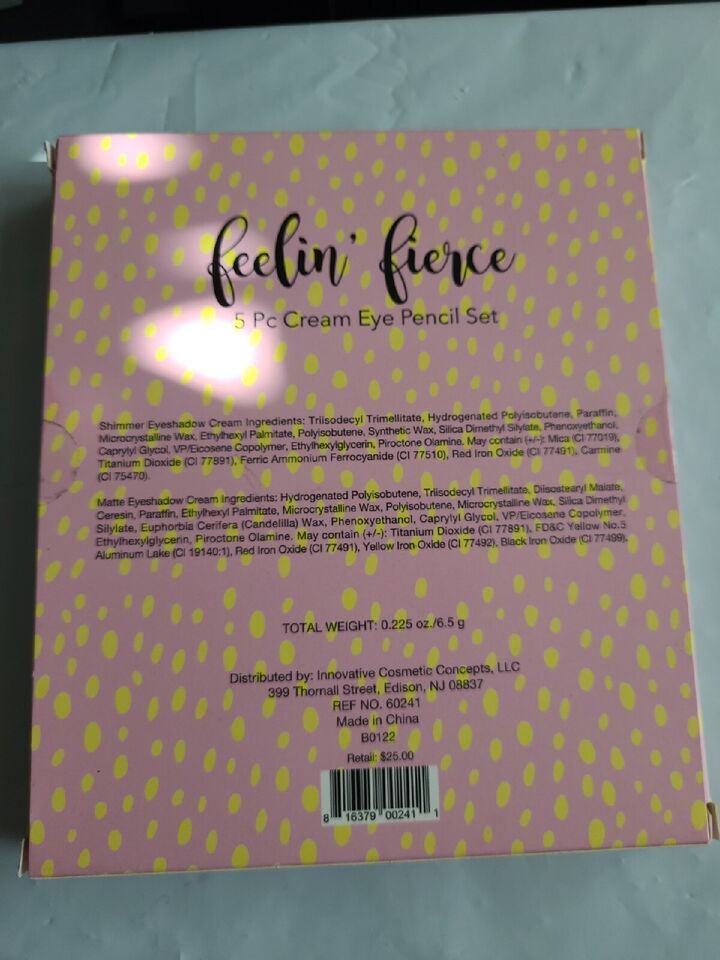 feelin' fierce
5 Pc Cream Eye Pencil Set
Shimmer Eyeshadow Cream Ingredients: Triisodecyl Trimellitate, Hydrogenated Polyisobutene, Paraffin,
Microcrystalline Wax, Ethylhexyl Palmitate, Polyisobutene, Synthetic Wax, Silica Dimethyl Silylate, Phenoxyethanol,
Caprylyl Glycol, VP/Eicosene Copolymer, Ethylhexylglycerin, Piroctone Olamine. May contain (+/-): Mica (CI 77019),
Titanium Dioxide (CI 77891), Ferric Ammonium Ferrocyanide (CI 77510), Red Iron Oxide (CI 77491), Carmine
(CI 75470).
Matte Eyeshadow Cream Ingredients: Hydrogenated Polyisobutene, Triisodecyl Trimellitate, Diisostearyl Malate,
Ceresin, Paraffin, Ethylhexyl Palmitate, Microcrystalline Wax, Polyisobutene, Microcrystalline Wax, Silica Dimethyl
Silylate, Euphorbia Cerifera (Candelilla) Wax, Phenoxyethanol, Caprylyl Glycol, VP/Eicosene Copolymer,
Ethylhexylglycerin, Piroctone Olamine. May contain (+/-): Titanium Dioxide (CI 77891), FD&C Yellow No.5
Aluminum Lake (CI 19140:1), Red Iron Oxide (CI 77491), Yellow Iron Oxide (CI 77492), Black Iron Oxide (CI 77499).
TOTAL WEIGHT: 0.225 oz./6.5 g
Distributed by: Innovative Cosmetic Concepts, LLC
399 Thornall Street, Edison, NJ 08837
REF NO. 60241
Made in China
B0122
Retail: $25.00
8 16379 00241 1